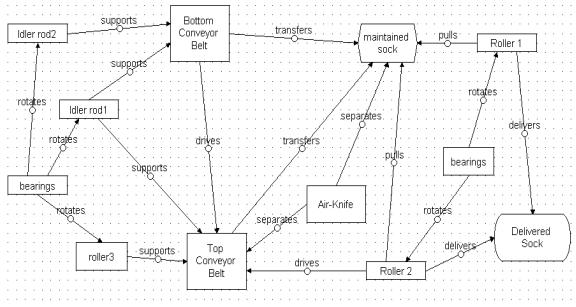 supports
Bottom
Conveyor
Belt
Idler rod2
transfers
maintained
sock
pulls
Roller 1
supports
rotates
Idler rod1
rotates
separates
rotates
delivers
drives
transfers
pulls
bearings
supports
bearings
rotates
Air-Knife
separates
rotates
Delivered
Sock
roller3
supports
Top
Conveyor
Belt
drives
Roller 2
delivers